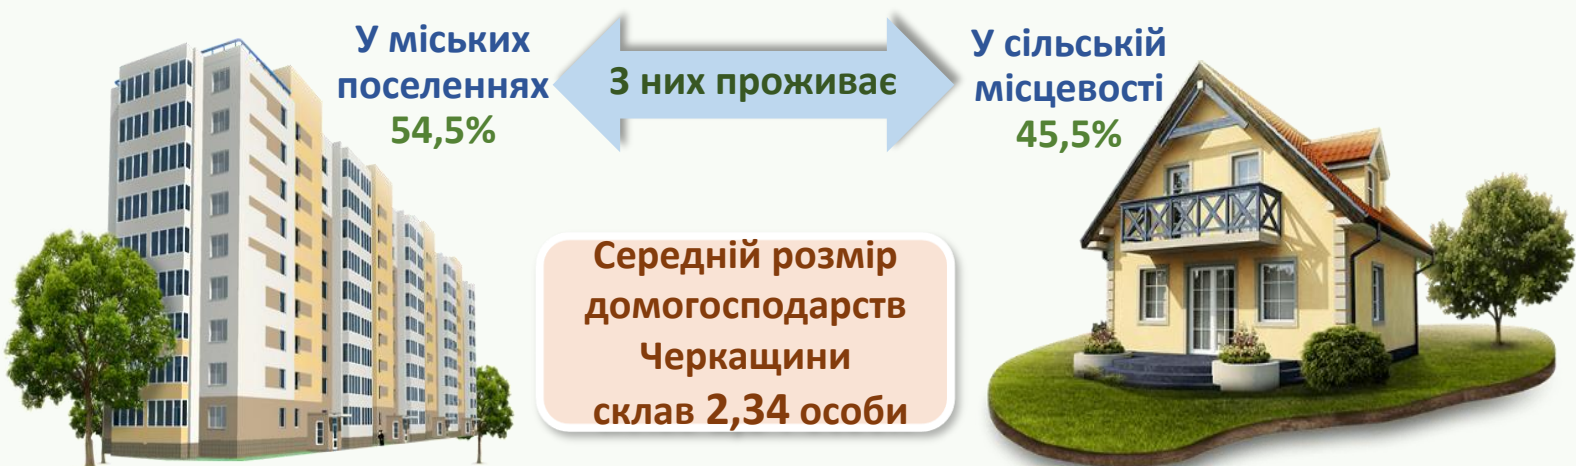 У міських
поселеннях
54,5%
З них проживає
У сільській
місцевості
45,5%
Середній розмір
домогосподарств
Черкащини
склав 2,34 особи